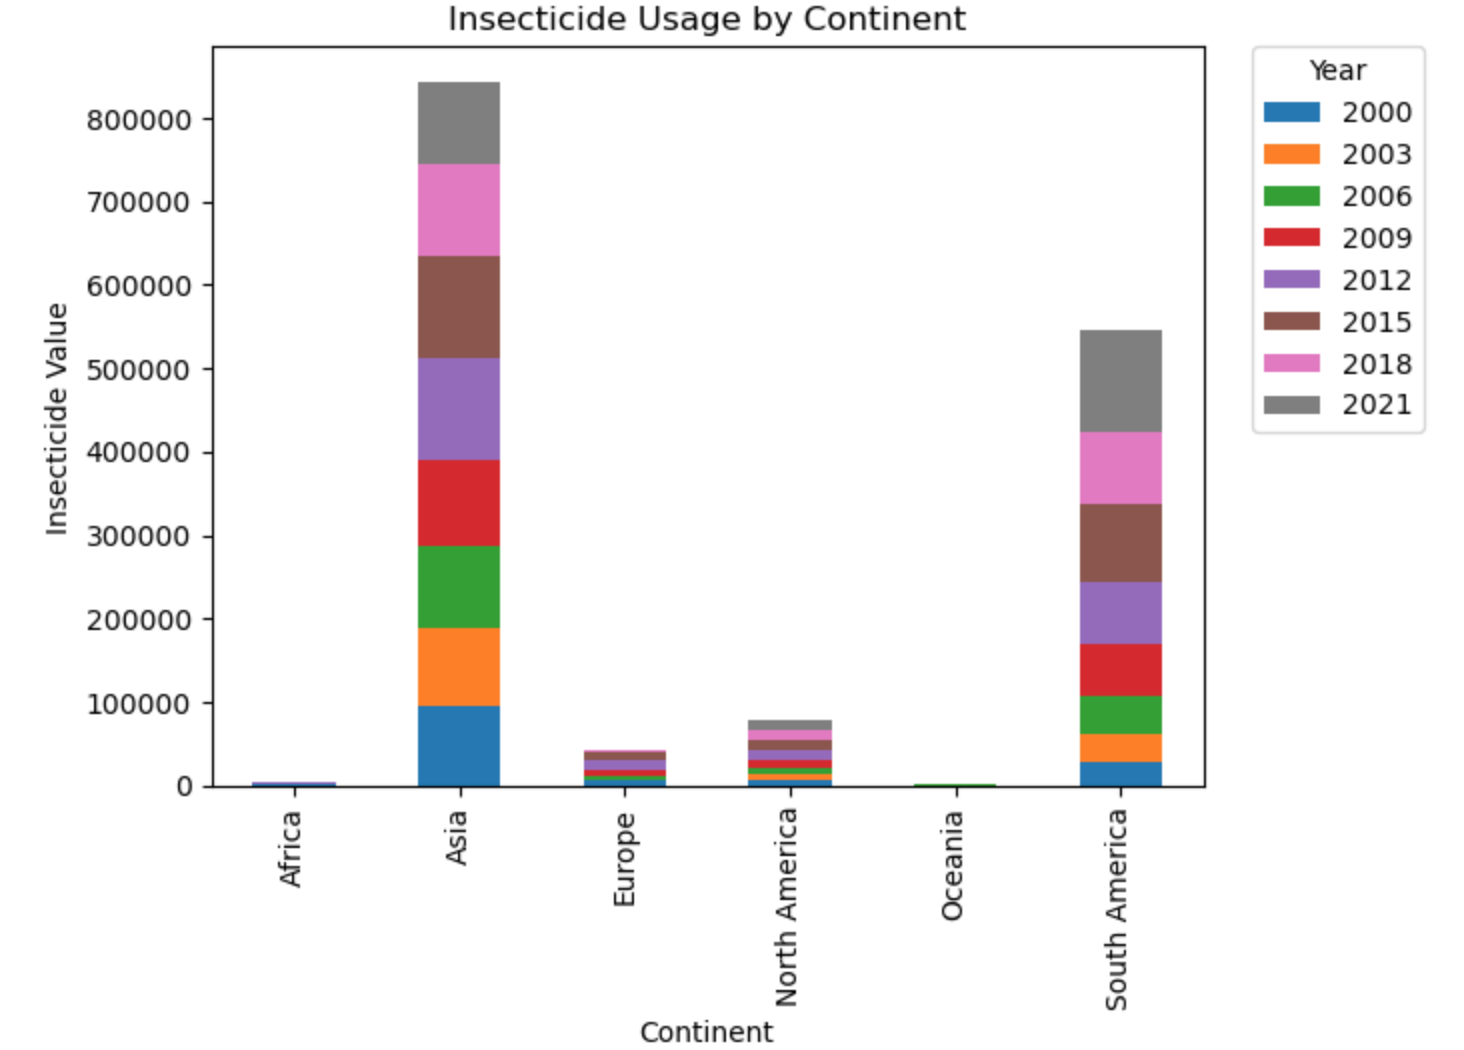 Insecticide Usage by Continent
Year
2000
2003
2006
2009
2012
2015
2018
2021
Insecticide Value
800000
700000
600000
500000
400000
300000
200000
100000
0
Africa
Asia
Europe
North America
Oceania
South America
Continent